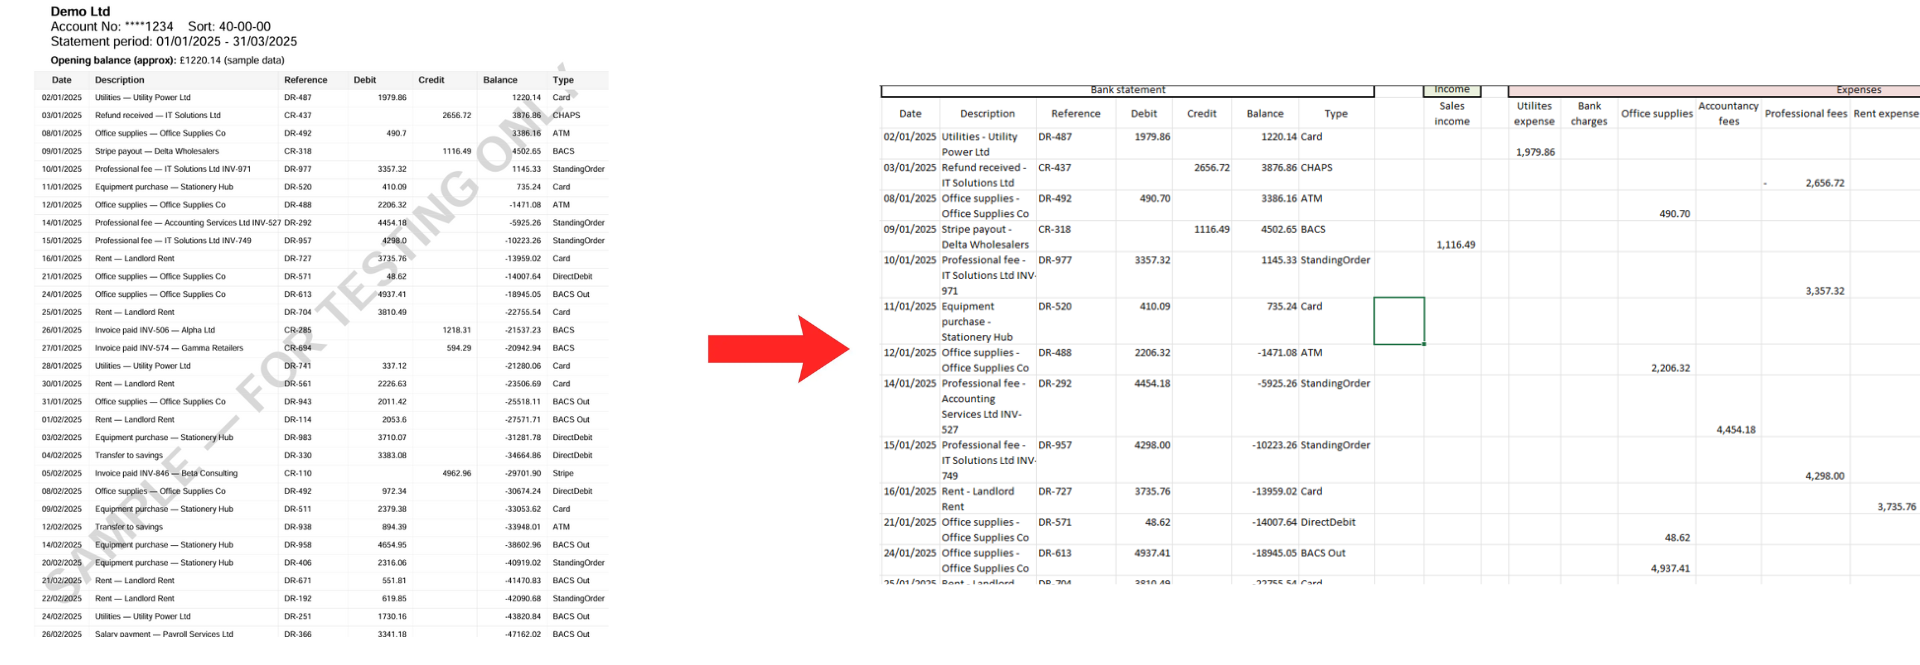 Demo Ltd
Account No: ****1234 Sort: 40-00-00
Statement period: 01/01/2025 - 31/03/2025
Opening balance (approx): £1220.14 (sample data)
Date Description Reference Debit Credit Balance Type
02/01/2025 Utilities — Utility Power Ltd DR-487 1979.86 1220.14 Card
03/01/2025 Refund received — IT Solutions Ltd CR-437 2656.72 3876.86 CHAPS
08/01/2025 Office supplies — Office Supplies Co DR-492 490.7 3386.16 ATM
09/01/2025 Stripe payout — Delta Wholesalers CR-318 1116.49 4502.65 BACS
10/01/2025 Professional fee — IT Solutions Ltd INV-971 DR-977 3357.32 1145.33 StandingOrder
11/01/2025 Equipment purchase — Stationery Hub DR-520 410.09 735.24 Card
12/01/2025 Office supplies — Office Supplies Co DR-488 2206.32 -1471.08 ATM
14/01/2025 Professional fee — Accounting Services Ltd INV-527 DR-292 4454.18 -5925.26 StandingOrder
15/01/2025 Professional fee — IT Solutions Ltd INV-749 DR-957 4298.0 -10223.26 StandingOrder
16/01/2025 Rent — Landlord Rent DR-727 3735.76 -13959.02 Card
21/01/2025 Office supplies — Office Supplies Co DR-571 48.62 -14007.64 DirectDebit
24/01/2025 Office supplies — Office Supplies Co DR-613 4937.41 -18945.05 BACS Out
25/01/2025 Rent — Landlord Rent DR-704 3810.49 -22755.54 Card
26/01/2025 Invoice paid INV-506 — Alpha Ltd CR-285 1218.31 -21537.23 BACS
27/01/2025 Invoice paid INV-574 — Gamma Retailers CR-694 594.29 -20942.94 BACS
28/01/2025 Utilities — Utility Power Ltd DR-741 337.12 -21280.06 Card
30/01/2025 Rent — Landlord Rent DR-561 2226.63 -23506.69 Card
31/01/2025 Office supplies — Office Supplies Co DR-943 2011.42 -25518.11 BACS Out
01/02/2025 Rent — Landlord Rent DR-114 2053.6 -27571.71 BACS Out
03/02/2025 Equipment purchase — Stationery Hub DR-983 3710.07 -31281.78 DirectDebit
04/02/2025 Transfer to savings DR-330 3383.08 -34664.86 DirectDebit
05/02/2025 Invoice paid INV-846 — Beta Consulting CR-110 4962.96 -29701.90 Stripe
08/02/2025 Office supplies — Office Supplies Co DR-492 972.34 -30674.24 DirectDebit
09/02/2025 Equipment purchase — Stationery Hub DR-511 2379.38 -33053.62 Card
12/02/2025 Transfer to savings DR-938 894.39 -33948.01 ATM
14/02/2025 Equipment purchase — Stationery Hub DR-958 4654.95 -38602.96 BACS Out
20/02/2025 Equipment purchase — Stationery Hub DR-406 2316.06 -40919.02 StandingOrder
21/02/2025 Rent — Landlord Rent DR-671 551.81 -41470.83 BACS Out
22/02/2025 Rent — Landlord Rent DR-192 619.85 -42090.68 StandingOrder
24/02/2025 Utilities — Utility Power Ltd DR-251 1730.16 -43820.84 BACS Out
26/02/2025 Salary payment — Payroll Services Ltd DR-366 3341.18 -47162.02 BACS Out
SAMPLE — FOR TESTING ONLY
Bank statement Income Expenses
Sales Utilites Bank Accountancy
Date Description Reference Debit Credit Balance Type Office supplies Professional fees Rent expense
income expense charges fees
02/01/2025 Utilities - Utility DR-487 1979.86 1220.14 Card
Power Ltd 1,979.86
03/01/2025 Refund received - CR-437 2656.72 3876.86 CHAPS
IT Solutions Ltd - 2,656.72
08/01/2025 Office supplies - DR-492 490.70 3386.16 ATM
Office Supplies Co 490.70
09/01/2025 Stripe payout - CR-318 1116.49 4502.65 BACS
Delta Wholesalers 1,116.49
10/01/2025 Professional fee - DR-977 3357.32 1145.33 StandingOrder
IT Solutions Ltd INV-
971 3,357.32
11/01/2025 Equipment DR-520 410.09 735.24 Card
purchase -
Stationery Hub
12/01/2025 Office supplies - DR-488 2206.32 -1471.08 ATM
Office Supplies Co 2,206.32
14/01/2025 Professional fee - DR-292 4454.18 -5925.26 StandingOrder
Accounting
Services Ltd INV-
527 4,454.18
15/01/2025 Professional fee - DR-957 4298.00 -10223.26 StandingOrder
IT Solutions Ltd INV-
749 4,298.00
16/01/2025 Rent - Landlord DR-727 3735.76 -13959.02 Card
Rent 3,735.76
21/01/2025 Office supplies - DR-571 48.62 -14007.64 DirectDebit
Office Supplies Co 48.62
24/01/2025 Office supplies - DR-613 4937.41 -18945.05 BACS Out
Office Supplies Co 4,937.41
25/01/2025 Rent - Landlord DR-704 3810.49 -22755.54 Card